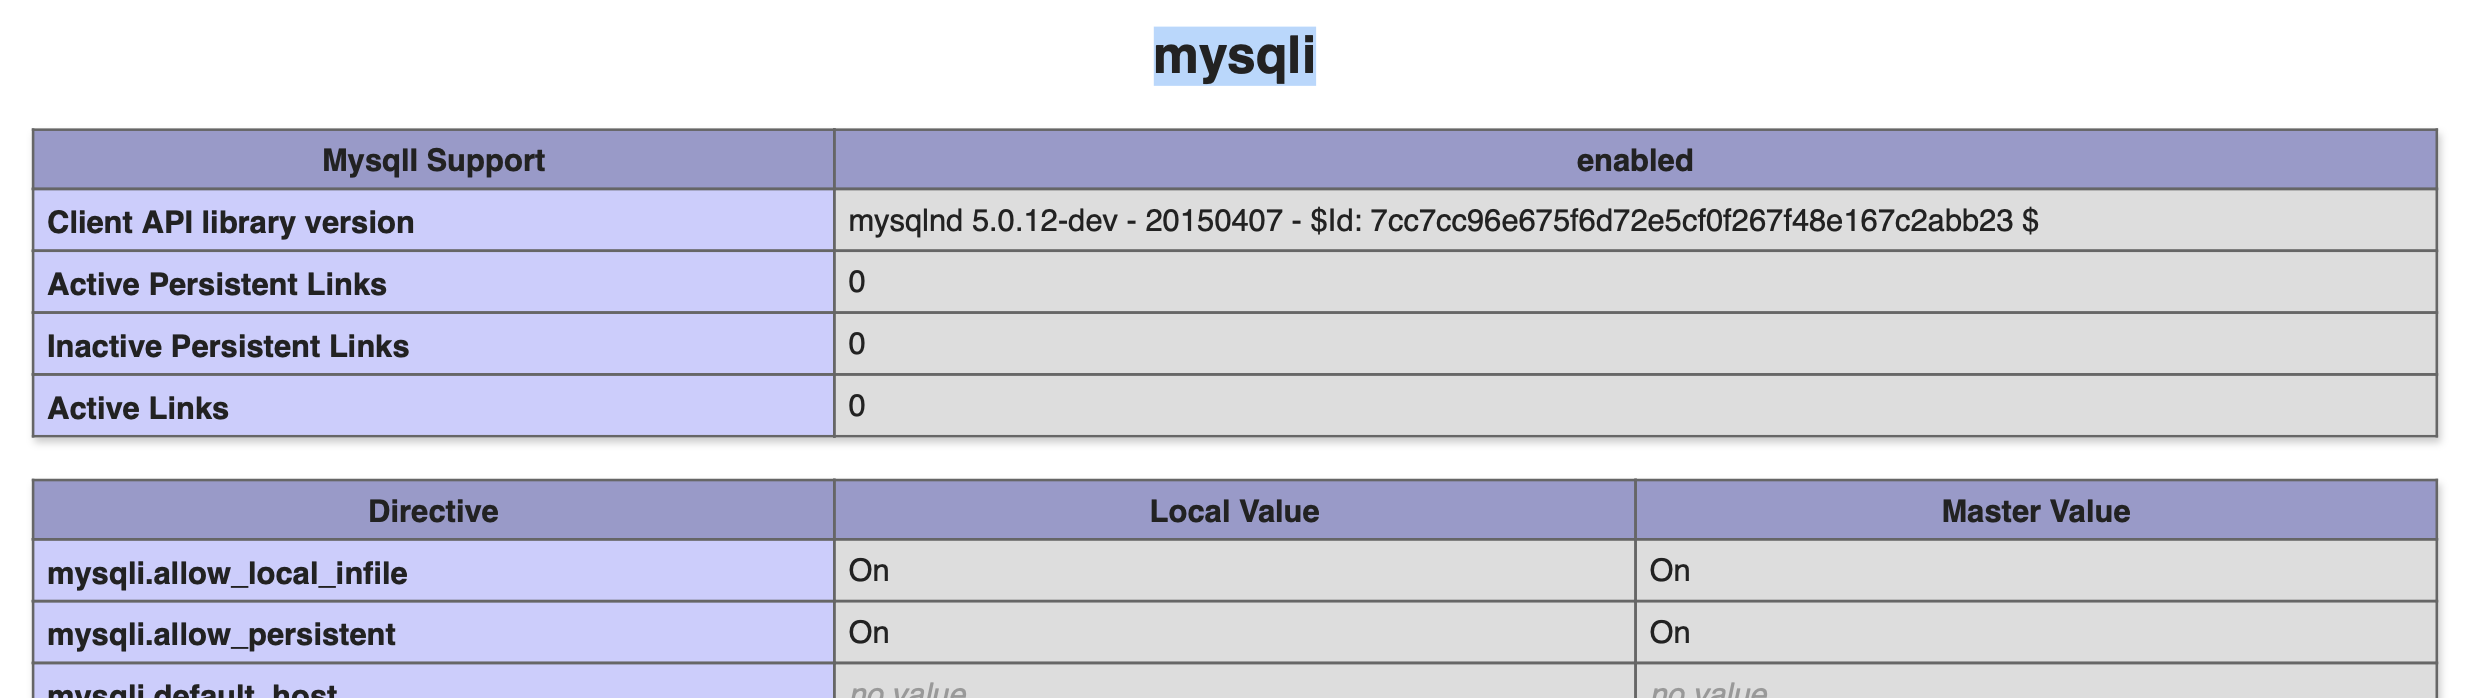 mysqli
MysqlI Support enabled
Client API library version mysqlnd 5.0.12-dev - 20150407 - $Id: 7cc7cc96e675f6d72e5cf0f267f48e167c2abb23 $
Active Persistent Links 0
Inactive Persistent Links 0
Active Links 0
Directive Local Value Master Value
mysqli.allow_local_infile On On
mysqli.allow_persistent On On
mysqli.default_host no value no value